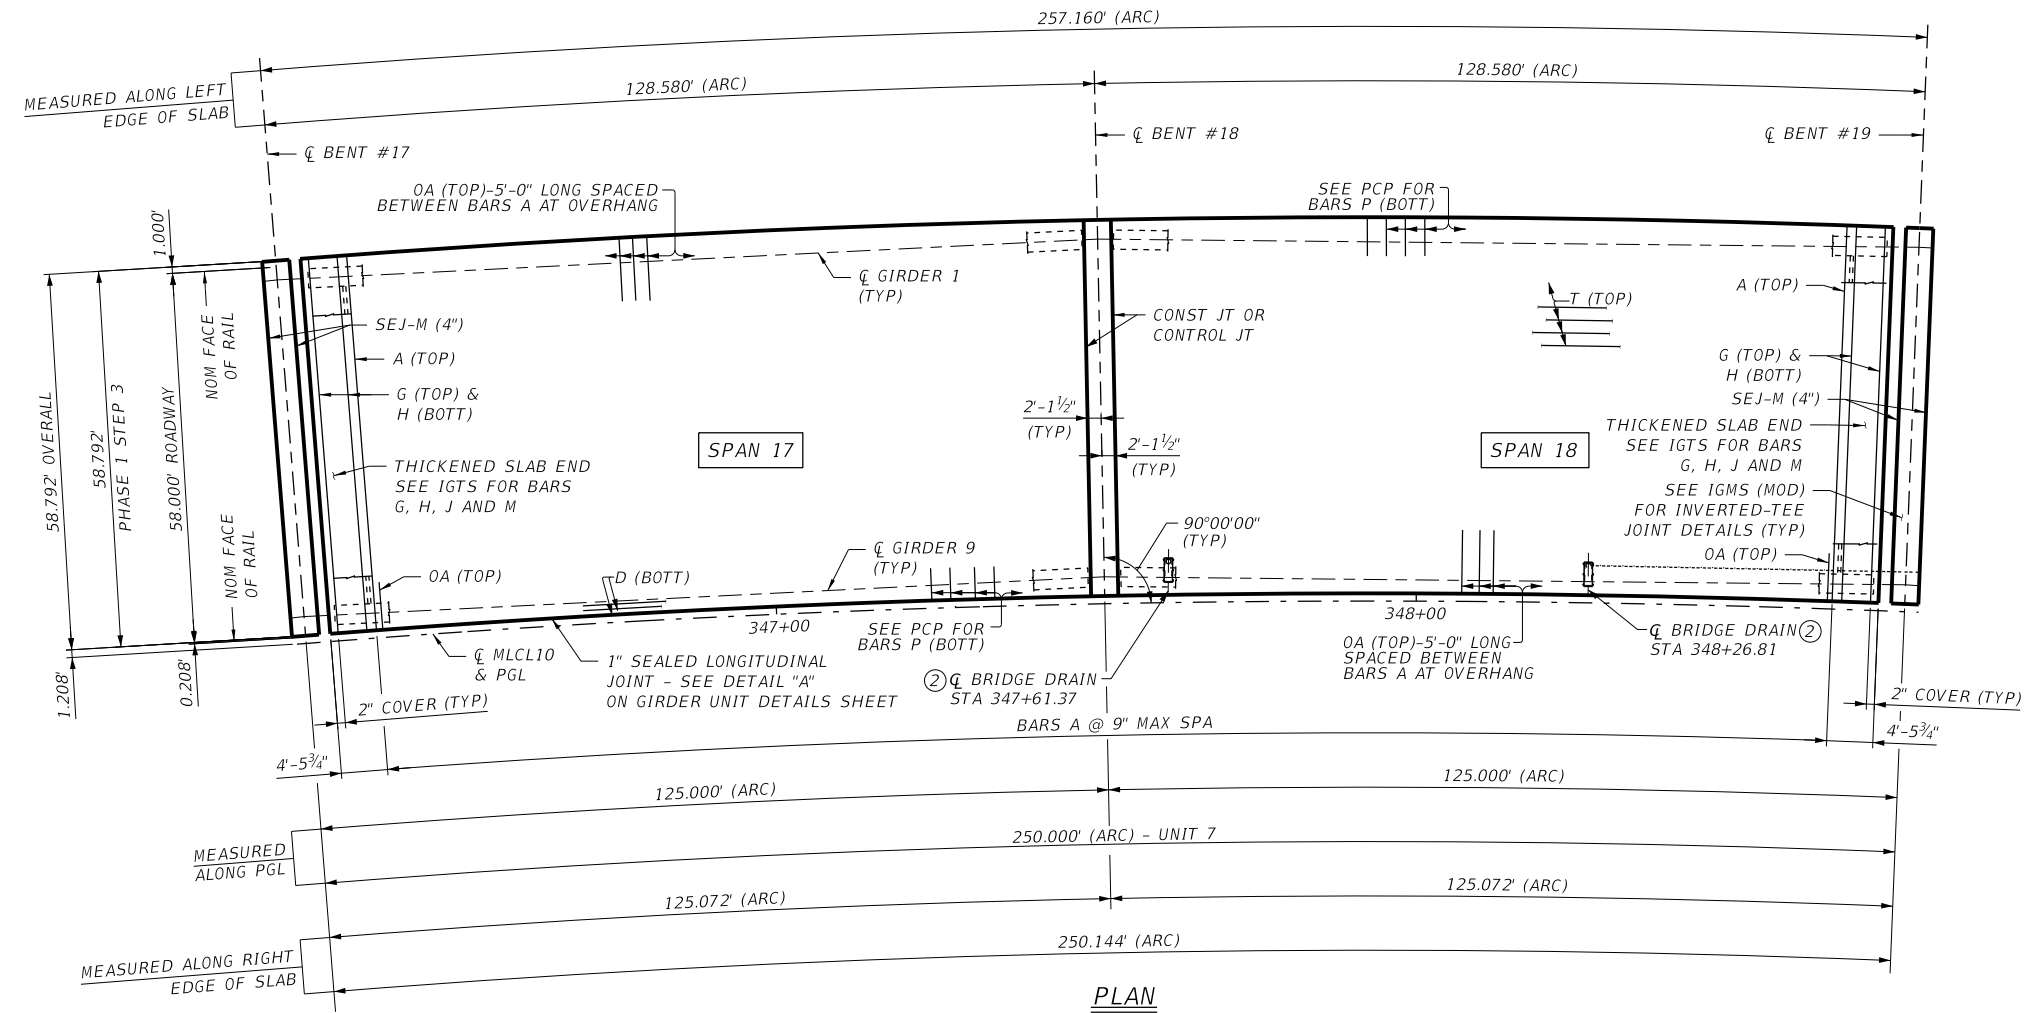 257.160' (ARC)
128.580' (ARC)
128.580' (ARC)
MEASURED ALONG LEFT
EDGE OF SLAB
℄ BENT #17
℄ BENT #18
℄ BENT #19
OA (TOP)-5'-0" LONG SPACED
BETWEEN BARS A AT OVERHANG
SEE PCP FOR
BARS P (BOTT)
1.000'
℄ GIRDER 1
(TYP)
A (TOP)
T (TOP)
SEJ-M (4")
CONST JT OR
CONTROL JT
A (TOP)
G (TOP) &
H (BOTT)
G (TOP) &
H (BOTT)
SEJ-M (4")
NOM FACE
OF RAIL
58.792' OVERALL
58.792'
PHASE 1 STEP 3
58.000' ROADWAY
2'-1½"
(TYP)
2'-1½"
(TYP)
SPAN 17
SPAN 18
THICKENED SLAB END
SEE IGTS FOR BARS
G, H, J AND M
THICKENED SLAB END
SEE IGTS FOR BARS
G, H, J AND M
SEE IGMS (MOD)
FOR INVERTED-TEE
JOINT DETAILS (TYP)
90°00'00"
(TYP)
NOM FACE
OF RAIL
℄ GIRDER 9
(TYP)
OA (TOP)
OA (TOP)
D (BOTT)
347+00
348+00
SEE PCP FOR
BARS P (BOTT)
OA (TOP)-5'-0" LONG
SPACED BETWEEN
BARS A AT OVERHANG
℄ BRIDGE DRAIN 2
STA 348+26.81
℄ MLCL10
& PGL
1" SEALED LONGITUDINAL
JOINT - SEE DETAIL "A"
ON GIRDER UNIT DETAILS SHEET
2 ℄ BRIDGE DRAIN
STA 347+61.37
1.208'
0.208'
2" COVER (TYP)
2" COVER (TYP)
BARS A @ 9" MAX SPA
4'-5¾"
4'-5¾"
125.000' (ARC)
125.000' (ARC)
250.000' (ARC) - UNIT 7
MEASURED
ALONG PGL
125.072' (ARC)
125.072' (ARC)
250.144' (ARC)
MEASURED ALONG RIGHT
EDGE OF SLAB
PLAN